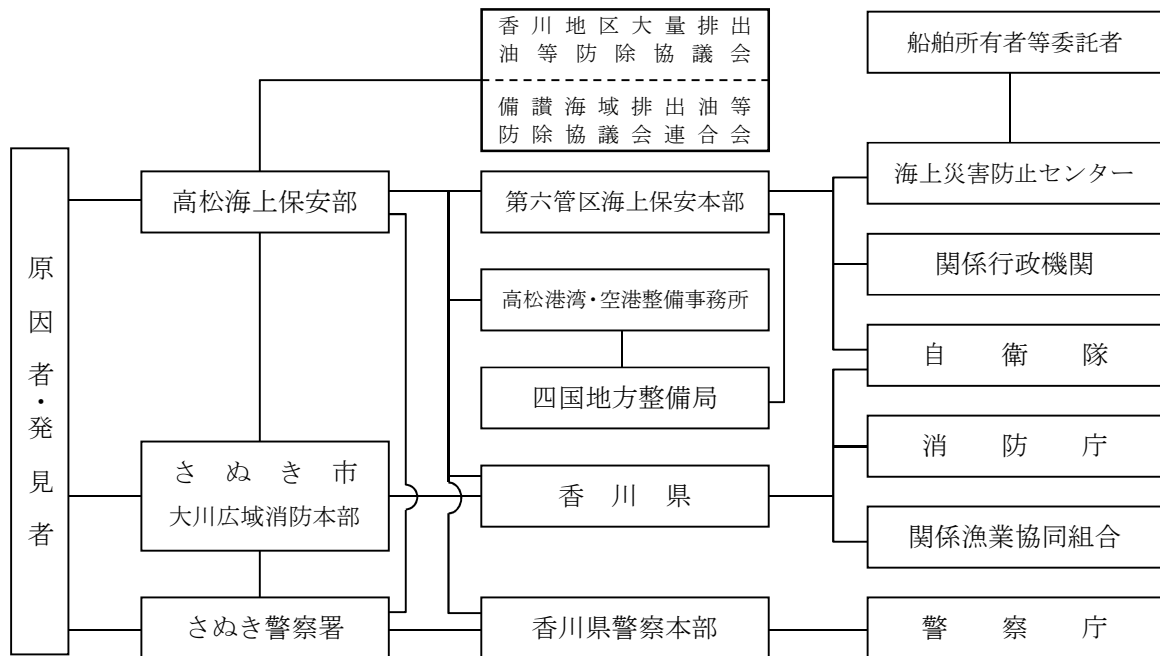 香川地区大量排出
油等防除協議会
備讃海域排出油等
防除協議会連合会
船舶所有者等委託者
原因者・発見者
高松海上保安部
第六管区海上保安本部
海上災害防止センター
関係行政機関
高松港湾・空港整備事務所
自衛隊
四国地方整備局
さぬき市
大川広域消防本部
香川県
消防庁
関係漁業協同組合
さぬき警察署
香川県警察本部
警察庁